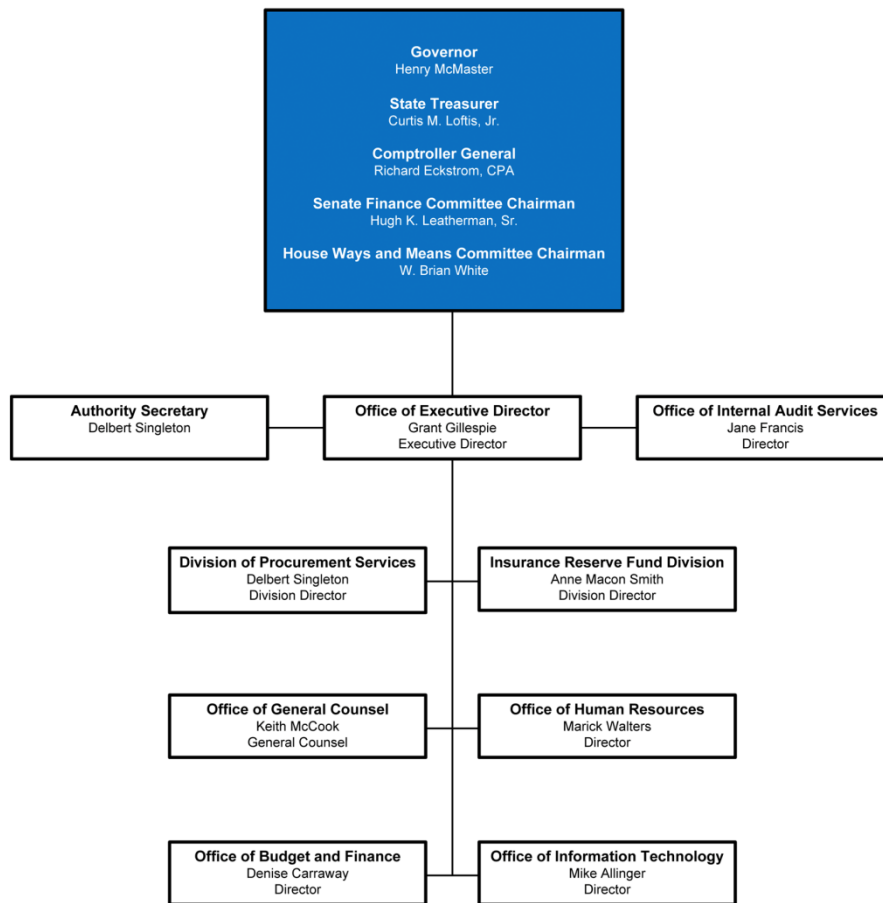 Governor
Henry McMaster
State Treasurer
Curtis M. Loftis, Jr.
Comptroller General
Richard Eckstrom, CPA
Senate Finance Committee Chairman
Hugh K. Leatherman, Sr.
House Ways and Means Committee Chairman
W. Brian White
Authority Secretary
Delbert Singleton
Office of Executive Director
Grant Gillespie
Executive Director
Office of Internal Audit Services
Jane Francis
Director
Division of Procurement Services
Delbert Singleton
Division Director
Insurance Reserve Fund Division
Anne Macon Smith
Division Director
Office of General Counsel
Keith McCook
General Counsel
Office of Human Resources
Marick Walters
Director
Office of Budget and Finance
Denise Carraway
Director
Office of Information Technology
Mike Allinger
Director